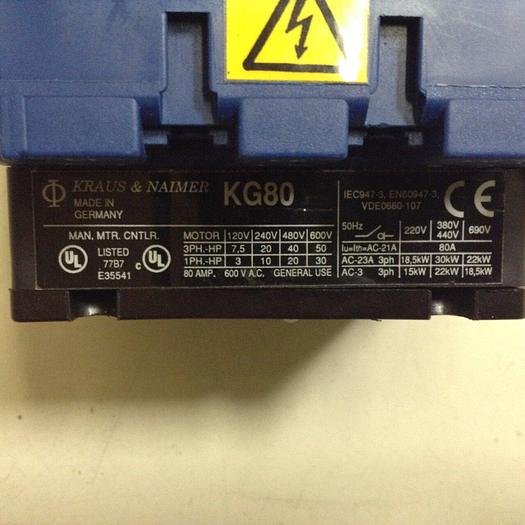 KRAUS & NAIMER KG80
MADE IN
GERMANY
IEC947-3, EN60947-3,
VDE0660-107
CE
MAN. MTR. CNTLR.
UL LISTED c UL
77B7
E35541
MOTOR 120V 240V 480V 600V
3PH.-HP 7,5 20 40 50
1PH.-HP 3 10 20 30
80 AMP. 600 V A.C. GENERAL USE
50Hz 220V 380V 440V 690V
Iu=Ith=AC-21A 80A
AC-23A 3ph 18,5kW 30kW 22kW
AC-3 3ph 15kW 22kW 18,5kW